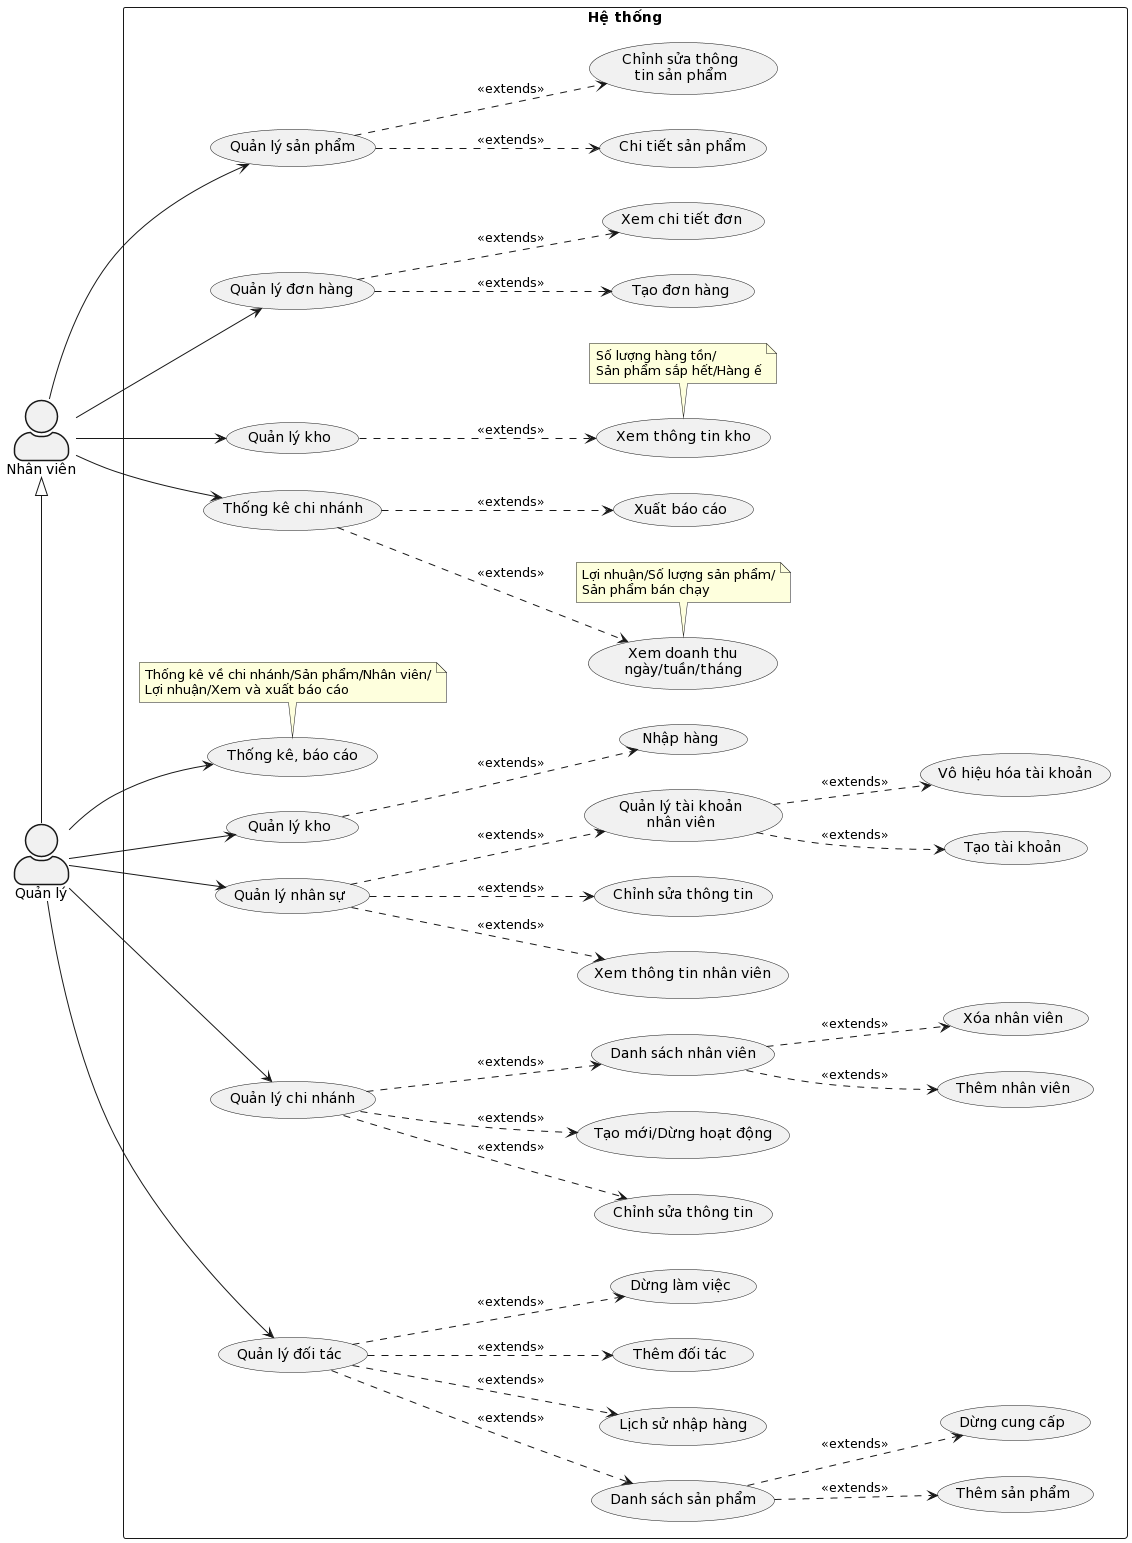 Hệ thống
Chỉnh sửa thông
tin sản phẩm
«extends»
Quản lý sản phẩm
«extends»
Chi tiết sản phẩm
Xem chi tiết đơn
«extends»
Quản lý đơn hàng
«extends»
Tạo đơn hàng
Số lượng hàng tồn/
Sản phẩm sắp hết/Hàng ế
Quản lý kho
«extends»
Xem thông tin kho
Nhân viên
Thống kê chi nhánh
«extends»
Xuất báo cáo
«extends»
Lợi nhuận/Số lượng sản phẩm/
Sản phẩm bán chạy
Xem doanh thu
ngày/tuần/tháng
Thống kê về chi nhánh/Sản phẩm/Nhân viên/
Lợi nhuận/Xem và xuất báo cáo
Thống kê, báo cáo
Nhập hàng
«extends»
Quản lý kho
Quản lý tài khoản
nhân viên
«extends»
Vô hiệu hóa tài khoản
«extends»
Tạo tài khoản
«extends»
Quản lý
Quản lý nhân sự
«extends»
Chỉnh sửa thông tin
«extends»
Xem thông tin nhân viên
«extends»
Danh sách nhân viên
«extends»
Xóa nhân viên
«extends»
Thêm nhân viên
Quản lý chi nhánh
«extends»
Tạo mới/Dừng hoạt động
«extends»
Chỉnh sửa thông tin
Dừng làm việc
«extends»
Quản lý đối tác
«extends»
Thêm đối tác
«extends»
Lịch sử nhập hàng
«extends»
Danh sách sản phẩm
«extends»
Dừng cung cấp
«extends»
Thêm sản phẩm